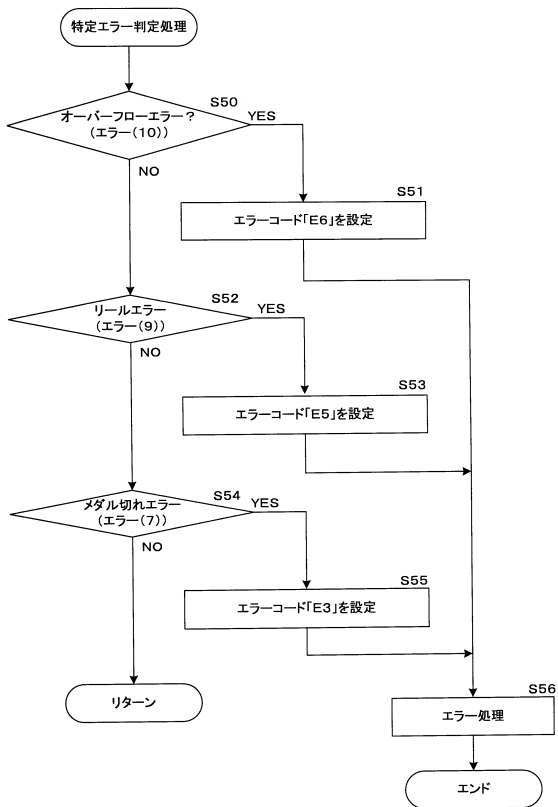 特定エラー判定処理
S50
オーバーフローエラー?
(エラー(10))
YES
NO
S51
エラーコード「E6」を設定
S52
リールエラー
(エラー(9))
YES
NO
S53
エラーコード「E5」を設定
S54
メダル切れエラー
(エラー(7))
YES
NO
S55
エラーコード「E3」を設定
リターン
S56
エラー処理
エンド